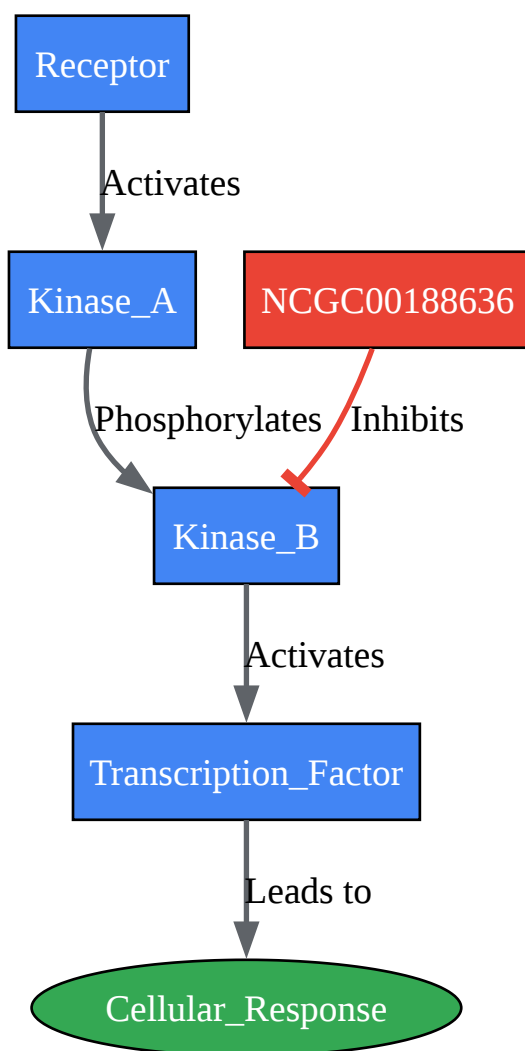 Receptor
Activates
Kinase_A
NCGC00188636
Phosphorylates
Inhibits
Kinase_B
Activates
Transcription_Factor
Leads to
Cellular_Response